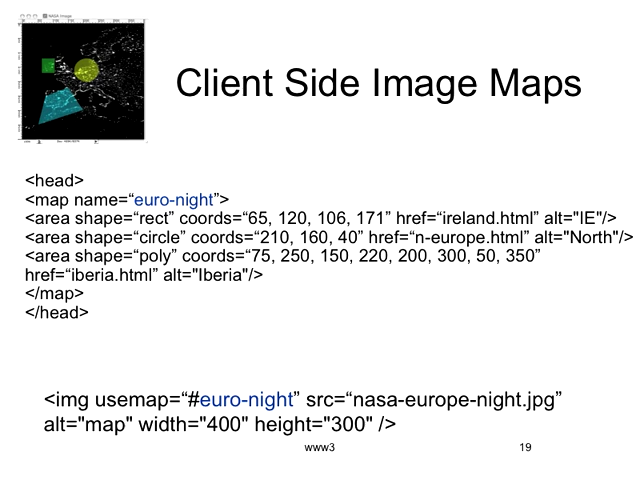 NASA Image
Client Side Image Maps
<head>
<map name=“euro-night”>
<area shape=“rect” coords=“65, 120, 106, 171” href=“ireland.html” alt="IE"/>
<area shape=“circle” coords=“210, 160, 40” href=“n-europe.html” alt="North"/>
<area shape=“poly” coords=“75, 250, 150, 220, 200, 300, 50, 350”
href=“iberia.html” alt="Iberia"/>
</map>
</head>
<img usemap=“#euro-night” src=“nasa-europe-night.jpg”
alt="map" width="400" height="300" />
www3
19